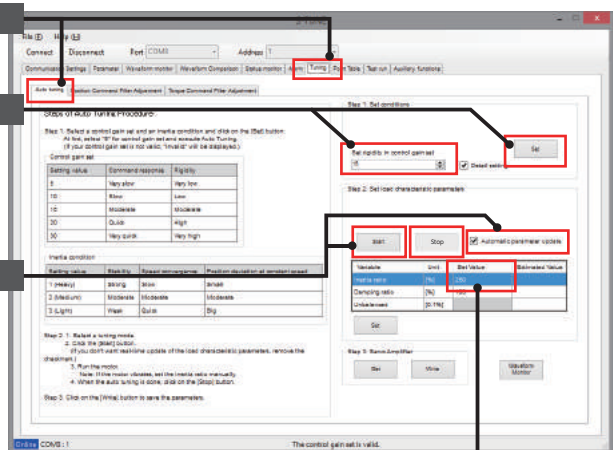 File (F) Help (H)
Connect Disconnect Port COM8 Address 1
Communication Settings Parameter Waveform monitor Waveform Comparison Status monitor Alarm Tuning Point Table Test run Auxiliary functions
Auto tuning Position Command Filter Adjustment Torque Command Filter Adjustment
Steps of Auto Tuning Procedure
Step 1. Select a control gain set and an inertia condition and click on the [Set] button.
At first, select "5" for control gain set and execute Auto Tuning.
(If your control gain set is not valid, "Invalid" will be displayed.)
Control gain set
Setting value Command response Rigidity
5 Very slow Very low
10 Slow Low
15 Moderate Moderate
20 Quick High
30 Very quick Very high
Inertia condition
Setting value Stability Speed convergence Position deviation at constant speed
1 (Heavy) Strong Slow Small
2 (Medium) Moderate Moderate Moderate
3 (Light) Weak Quick Big
Step 2. 1. Select a tuning mode.
2. Click the [Start] button.
(If you don't want real-time update of the load characteristic parameters, remove the
checkmark.)
3. Run the motor.
Note: If the motor vibrates, set the inertia ratio manually.
4. When the auto tuning is done, click on the [Stop] button.
Step 3. Click on the [Write] button to save the parameters.
Step 1. Set conditions
Set rigidity in control gain set
15
Detail setting
Set
Step 2. Set load characteristic parameters
Start Stop Automatic parameter update
Variable Unit Set Value Estimated Value
Inertia ratio [%] 250
Damping ratio [%] 100
Unbalanced [0.1%]
Set
Step 3. Servo Amplifier
Write
Waveform
Monitor
Online COM8 : 1 The control gain set is valid.